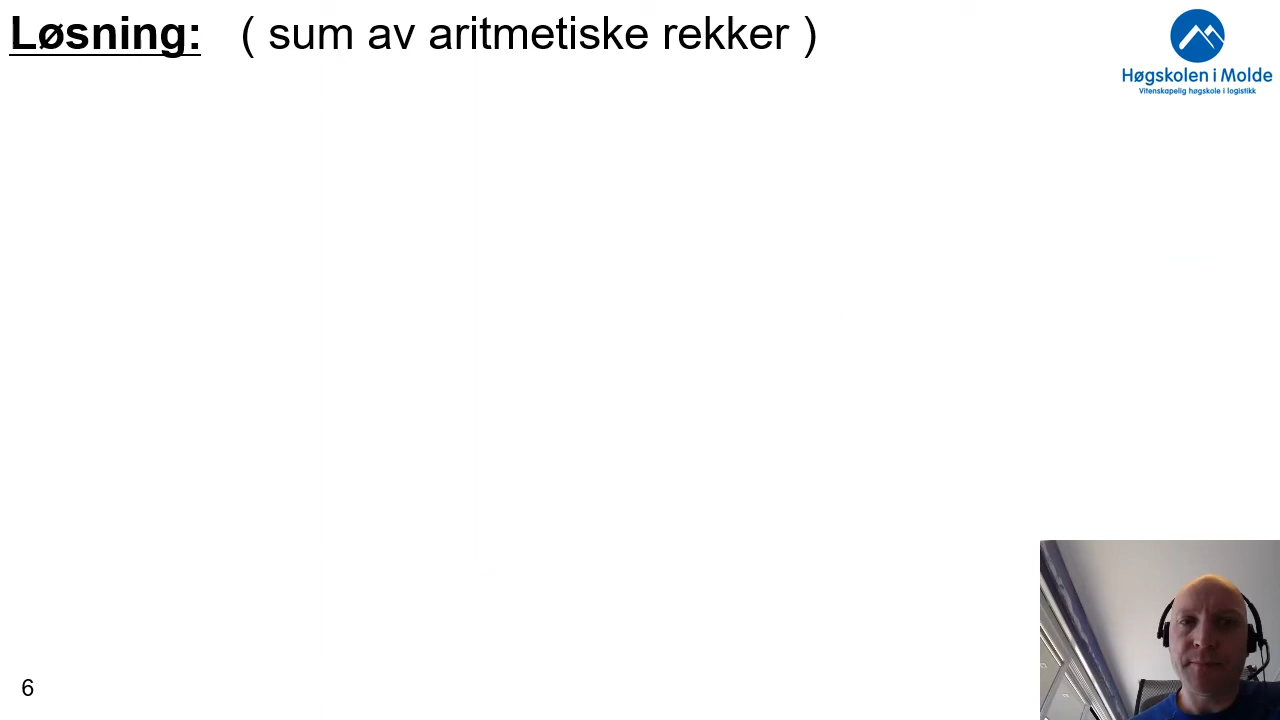 Løsning: ( sum av aritmetiske rekker )
Høgskolen i Molde
Vitenskapelig høgskole i logistikk
6